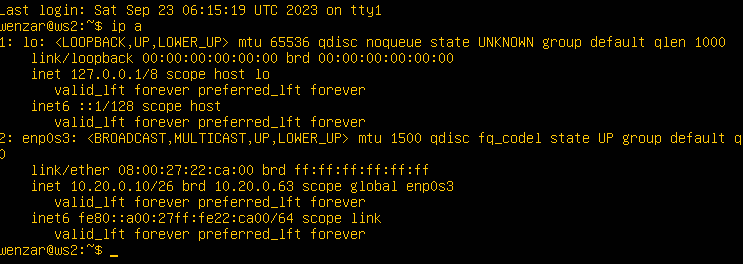 Last login: Sat Sep 23 06:15:19 UTC 2023 on tty1
wenzar@ws2:~$ ip a
1: lo: <LOOPBACK,UP,LOWER_UP> mtu 65536 qdisc noqueue state UNKNOWN group default qlen 1000
    link/loopback 00:00:00:00:00:00 brd 00:00:00:00:00:00
    inet 127.0.0.1/8 scope host lo
       valid_lft forever preferred_lft forever
    inet6 ::1/128 scope host
       valid_lft forever preferred_lft forever
2: enp0s3: <BROADCAST,MULTICAST,UP,LOWER_UP> mtu 1500 qdisc fq_codel state UP group default q
0
    link/ether 08:00:27:22:ca:00 brd ff:ff:ff:ff:ff:ff
    inet 10.20.0.10/26 brd 10.20.0.63 scope global enp0s3
       valid_lft forever preferred_lft forever
    inet6 fe80::a00:27ff:fe22:ca00/64 scope link
       valid_lft forever preferred_lft forever
wenzar@ws2:~$ _